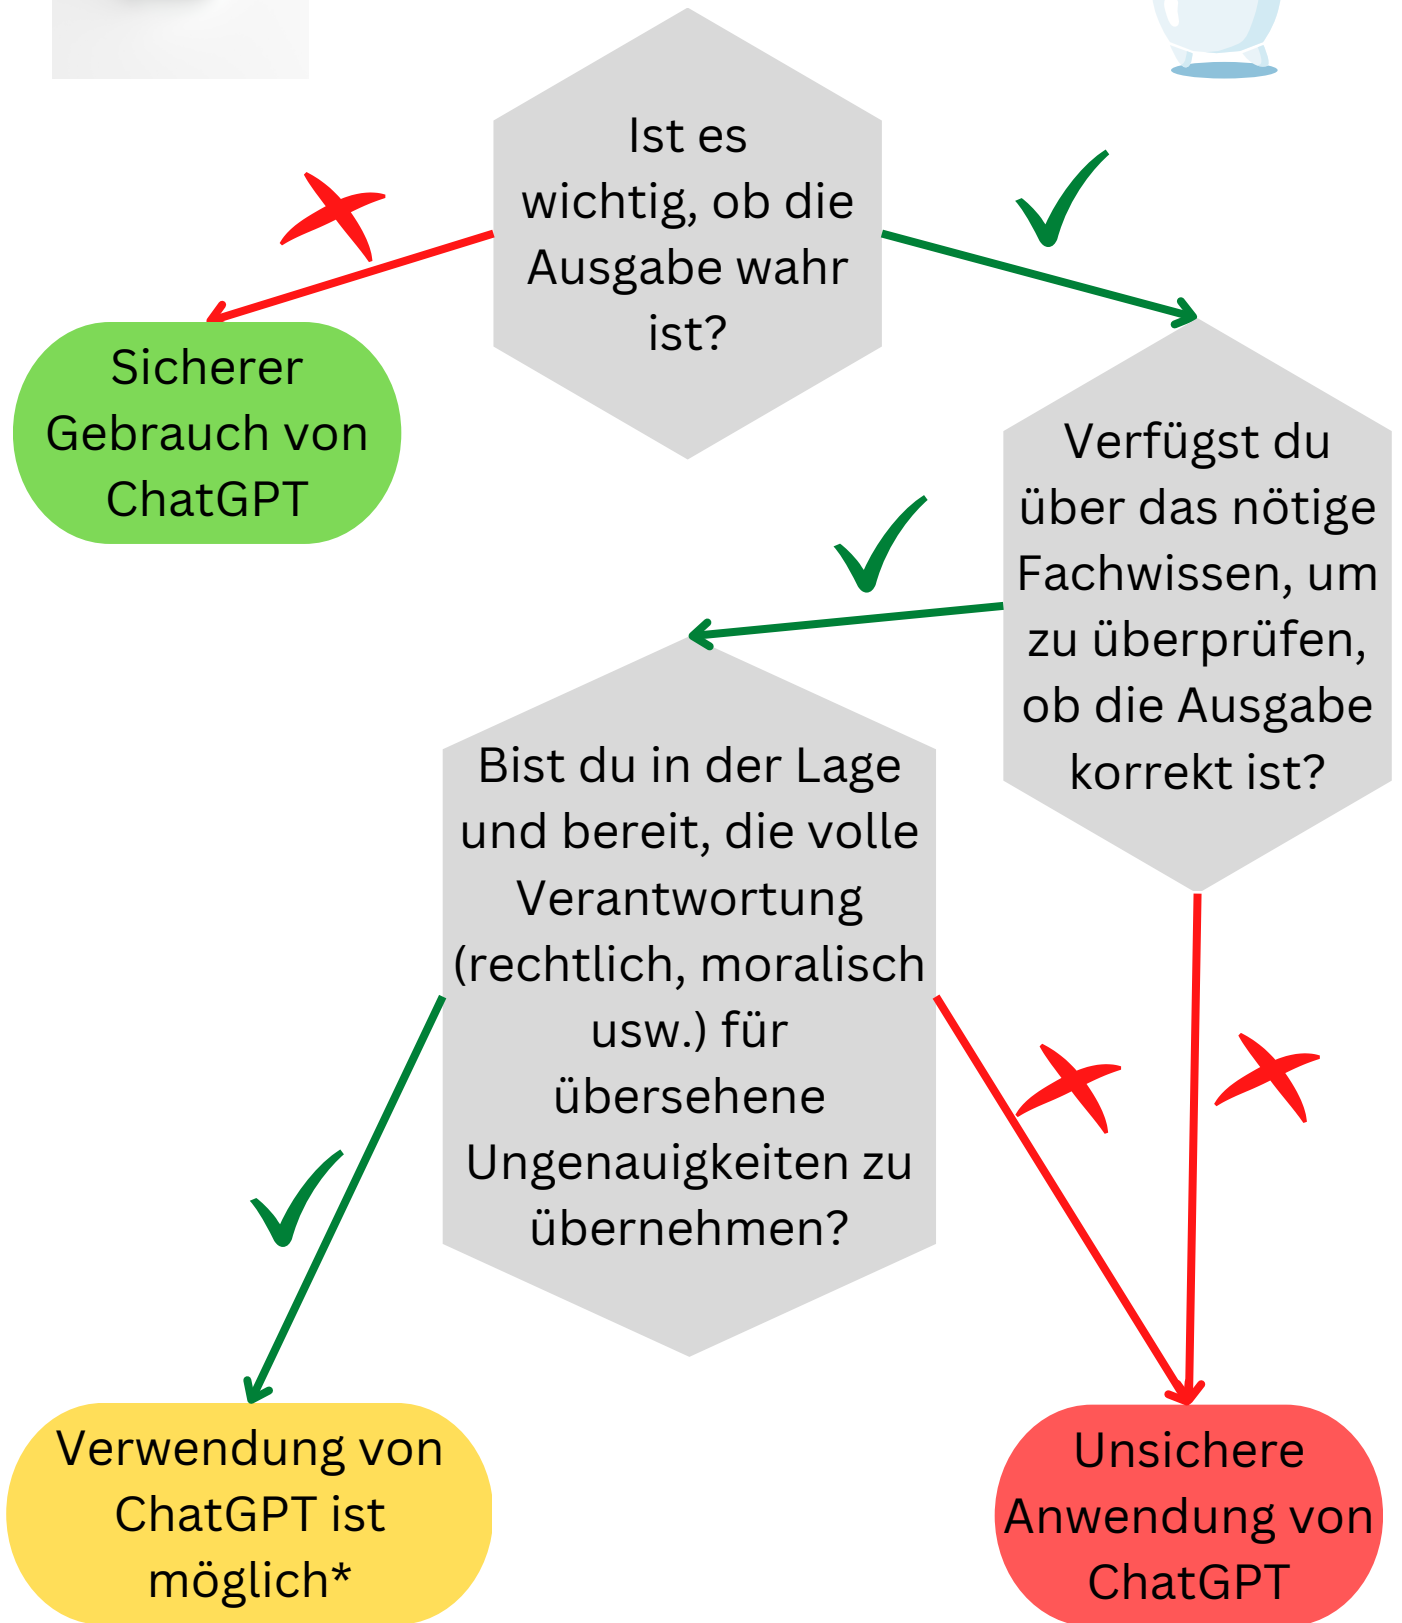 Ist es
wichtig, ob die
Ausgabe wahr
ist?
Sicherer
Gebrauch von
ChatGPT
Verfügst du
über das nötige
Fachwissen, um
zu überprüfen,
ob die Ausgabe
korrekt ist?
Bist du in der Lage
und bereit, die volle
Verantwortung
(rechtlich, moralisch
usw.) für
übersehene
Ungenauigkeiten zu
übernehmen?
Verwendung von
ChatGPT ist
möglich*
Unsichere
Anwendung von
ChatGPT